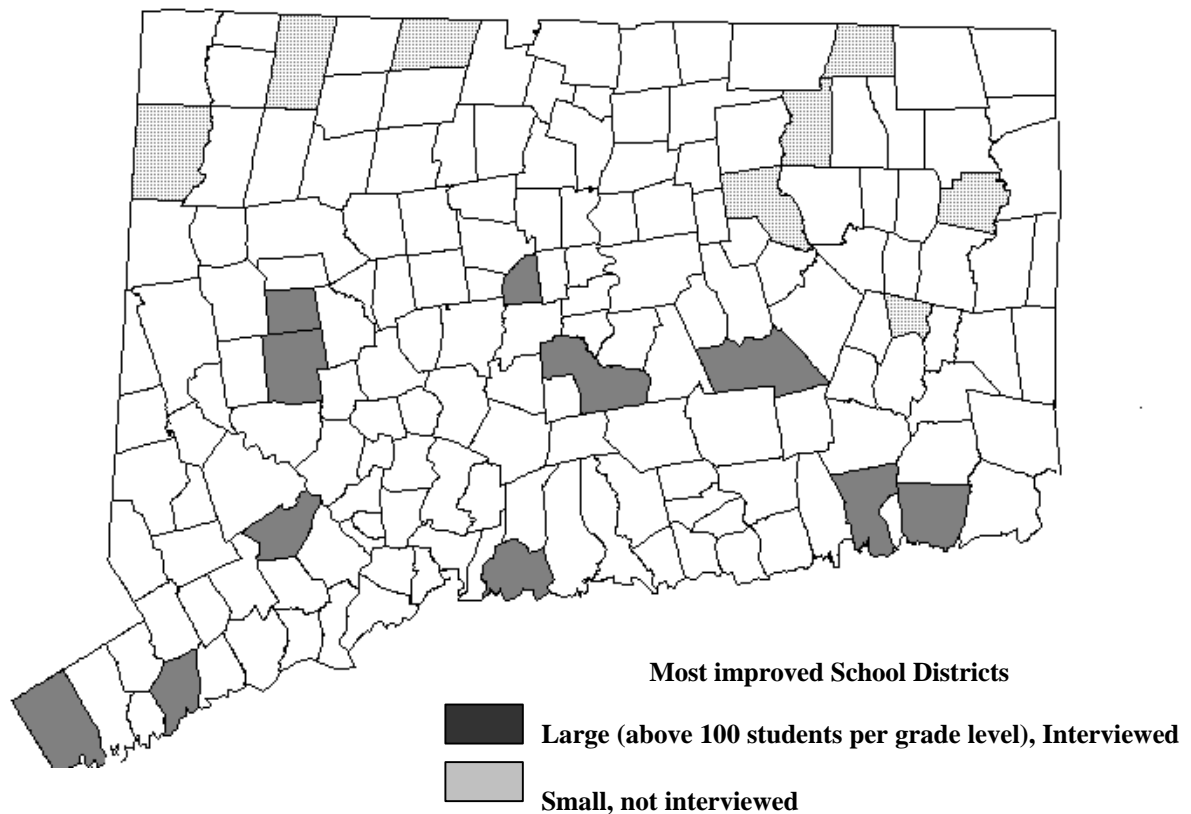 Most improved School Districts
Large (above 100 students per grade level), Interviewed
Small, not interviewed